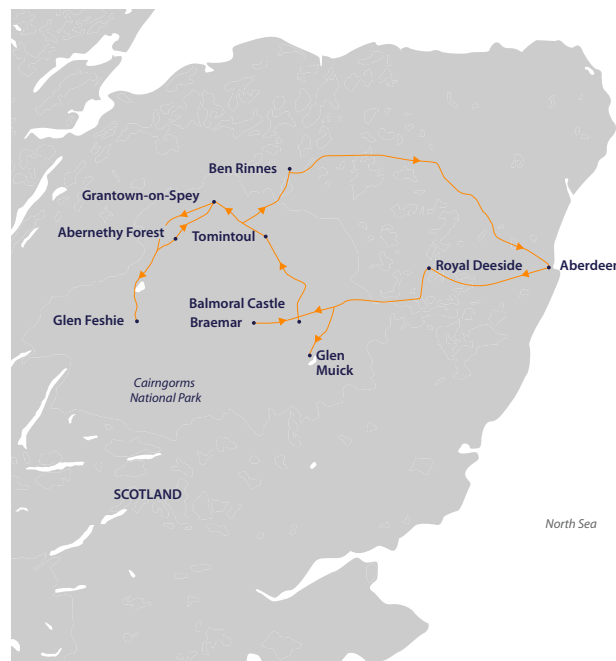 Ben Rinnes
Grantown-on-Spey
Abernethy Forest
Tomintoul
Royal Deeside
Aberdeen
Balmoral Castle
Glen Feshie
Braemar
Glen
Muick
Cairngorms
National Park
SCOTLAND
North Sea